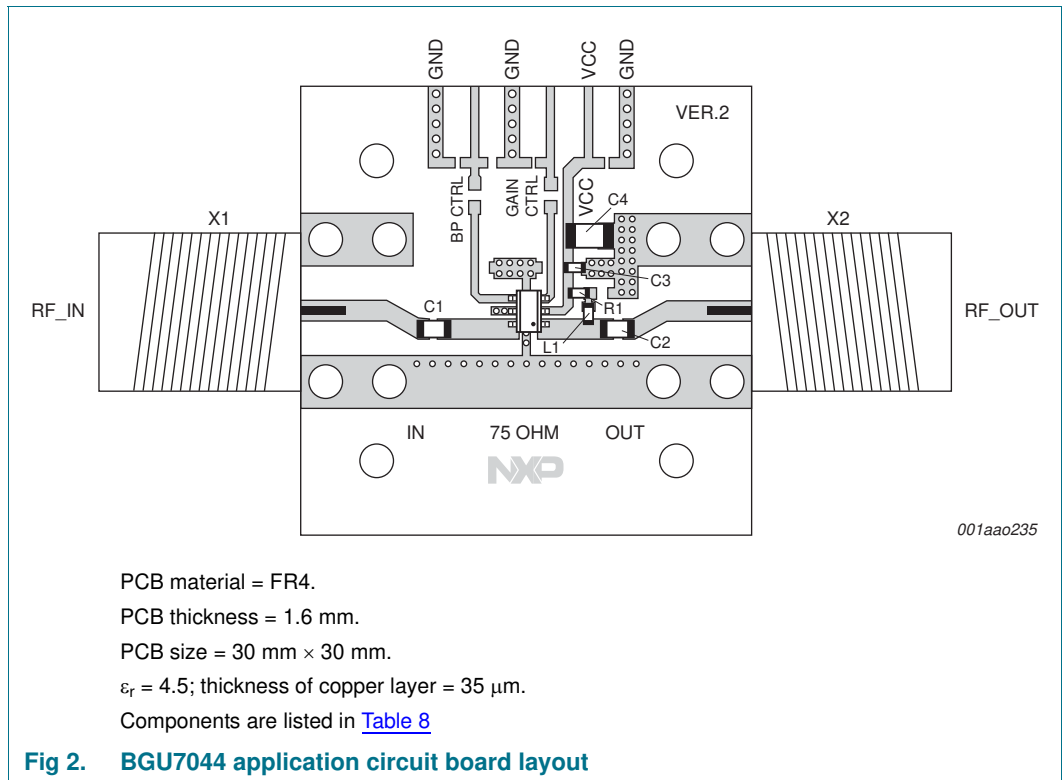 GND GND VCC GND
VER.2
BP CTRL
GAIN CTRL
VCC
C4
X1
X2
C3
RF_IN
C1
R1
RF_OUT
L1
C2
IN 75 OHM OUT
NXP
001aao235
PCB material = FR4.
PCB thickness = 1.6 mm.
PCB size = 30 mm × 30 mm.
εr = 4.5; thickness of copper layer = 35 μm.
Components are listed in Table 8
Fig 2. BGU7044 application circuit board layout